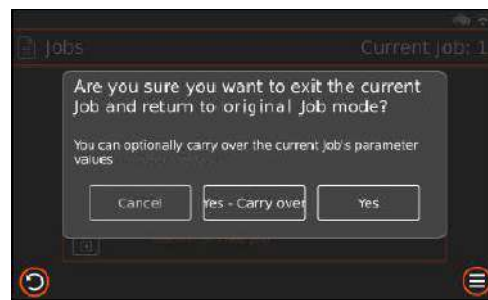 Jobs
Current job: 1
Are you sure you want to exit the current
Job and return to original Job mode?
You can optionally carry over the current Job's parameter
values
Cancel
Yes - Carry over
Yes